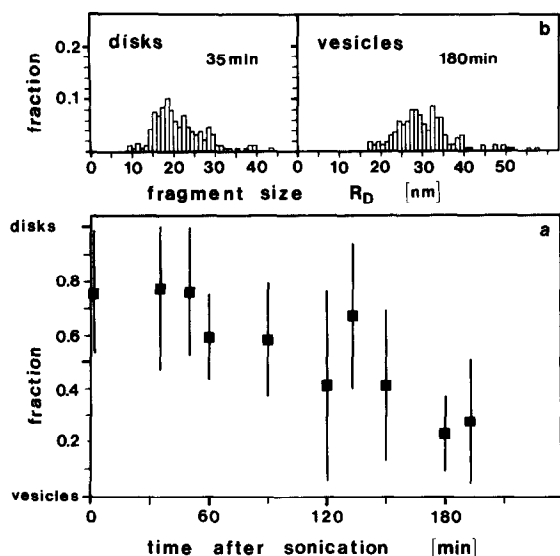 disks vesicles b
0.2 35min 180min
0.1
fraction
0 10 20 30 40 0 10 20 30 40 50
fragment size R_D [nm]
disks a
0.8
0.6
0.4
0.2
fraction
vesicles
0 60 120 180
time after sonication [min]